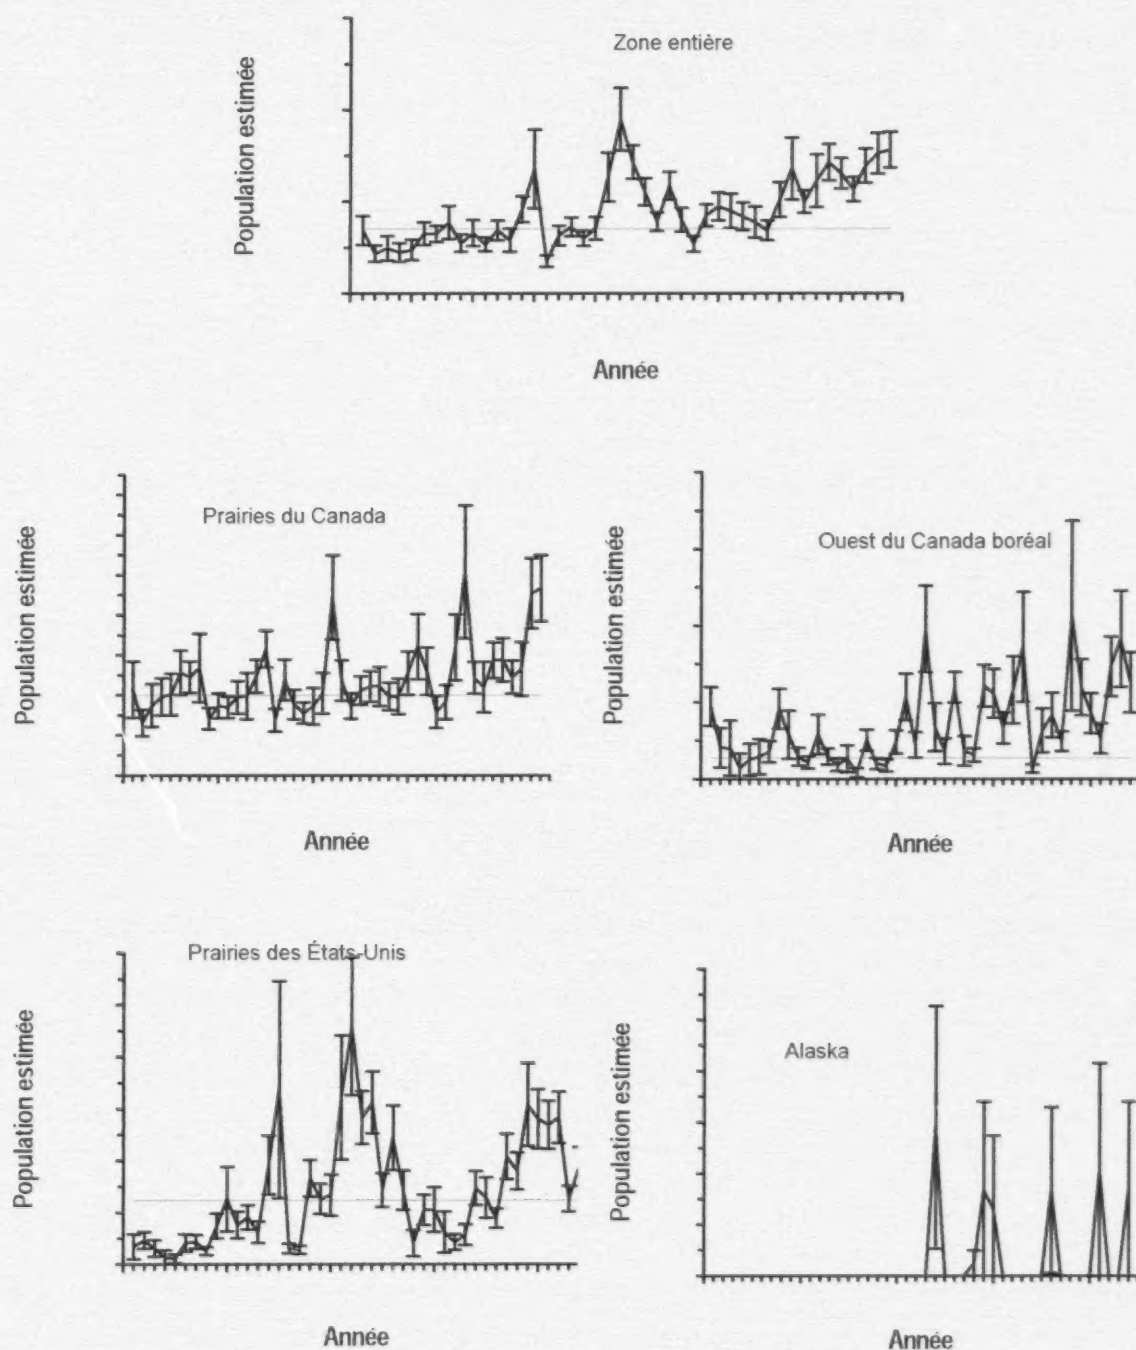 Zone entière
Population estimée
Année
Prairies du Canada
Population estimée
Année
Ouest du Canada boréal
Population estimée
Année
Prairies des États-Unis
Population estimée
Année
Alaska
Population estimée
Année